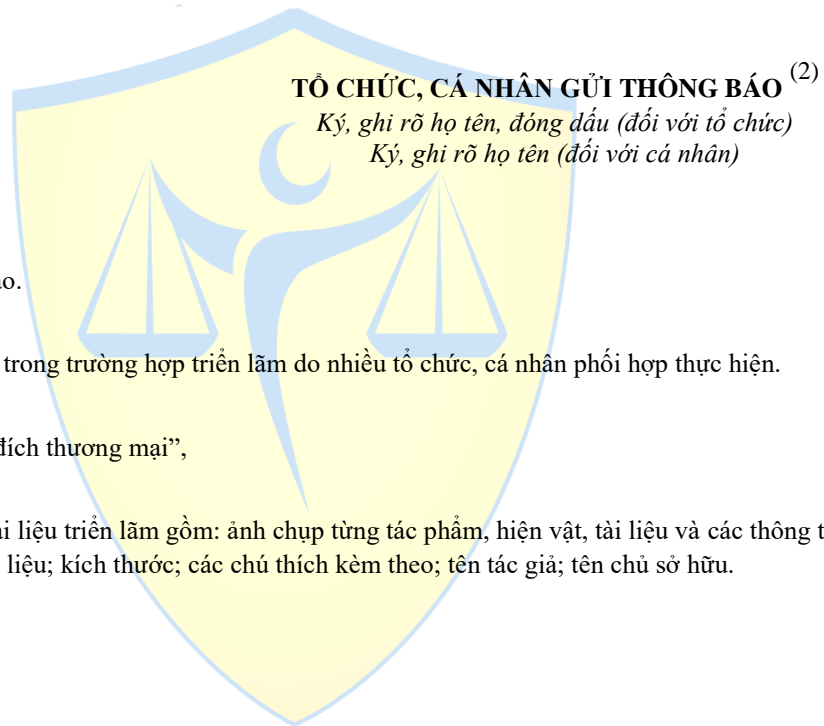 TỔ CHỨC, CÁ NHÂN GỬI THÔNG BÁO (2)
Ký, ghi rõ họ tên, đóng dấu (đối với tổ chức)
Ký, ghi rõ họ tên (đối với cá nhân)
o.
trong trường hợp triển lãm do nhiều tổ chức, cá nhân phối hợp thực hiện.
đích thương mại”,
i liệu triển lãm gồm: ảnh chụp từng tác phẩm, hiện vật, tài liệu và các thông t
liệu; kích thước; các chú thích kèm theo; tên tác giả; tên chủ sở hữu.